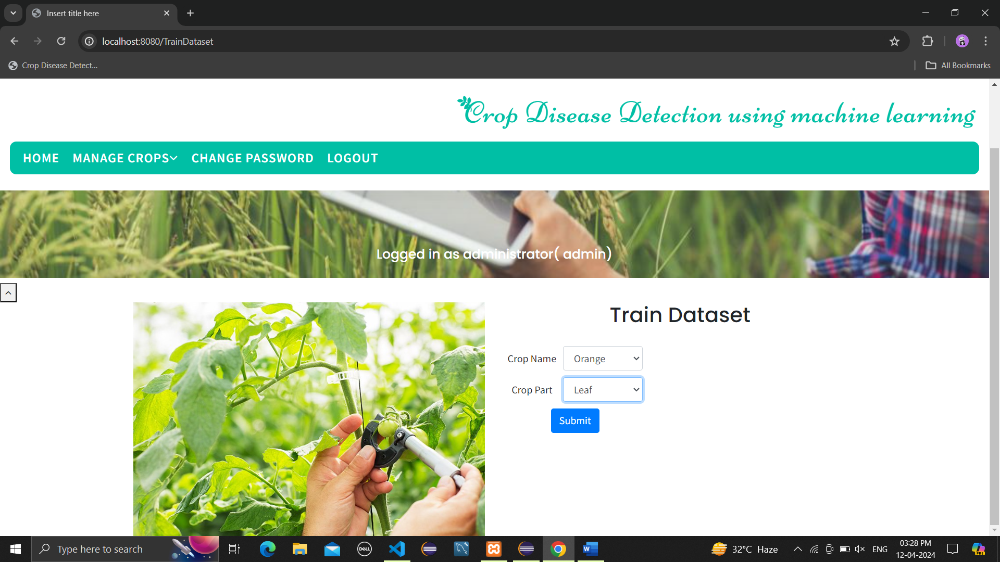 Insert title here
localhost:8080/TrainDataset
Crop Disease Detect...
All Bookmarks
Crop Disease Detection using machine learning
HOME MANAGE CROPS CHANGE PASSWORD LOGOUT
Logged in as administrator( admin)
Train Dataset
Crop Name Orange
Crop Part Leaf
Submit
Type here to search
DELL
W
32°C Haze
ENG
03:28 PM
12-04-2024
PRE